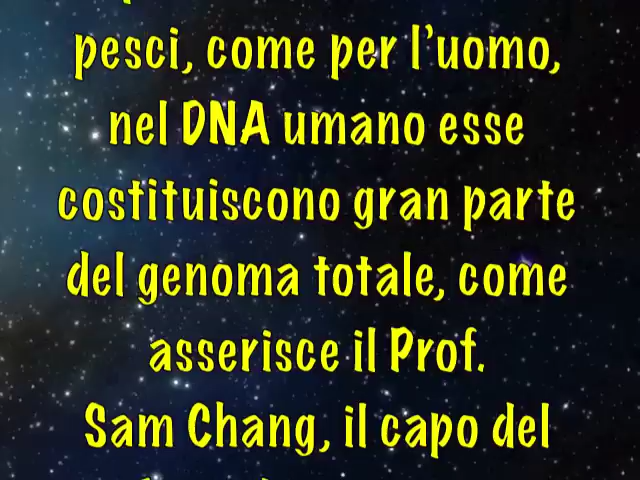 pesci, come per l’uomo,
nel DNA umano esse
costituiscono gran parte
del genoma totale, come
asserisce il Prof.
Sam Chang, il capo del